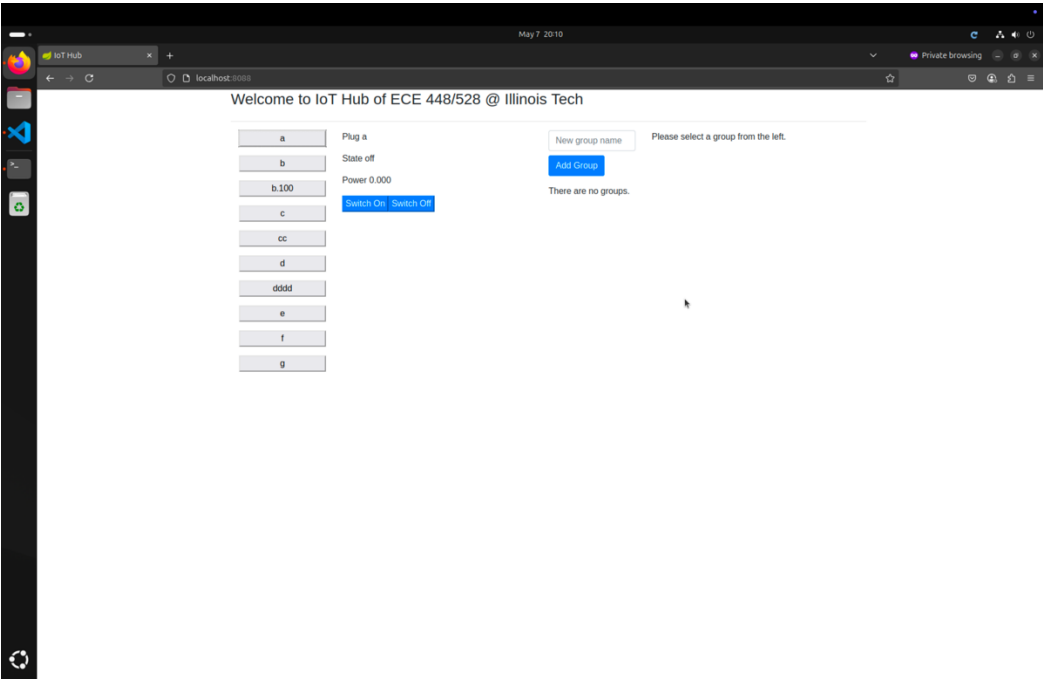 May 7 20:10
IoT Hub
Private browsing
localhost:8088
Welcome to IoT Hub of ECE 448/528 @ Illinois Tech
a
b
b.100
c
cc
d
dddd
e
f
g
Plug a
State off
Power 0.000
Switch On Switch Off
New group name
Add Group
There are no groups.
Please select a group from the left.